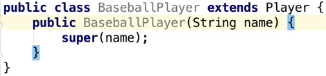 public class BaseballPlayer extends Player {
    public BaseballPlayer(String name) {
        super(name);
    }
}